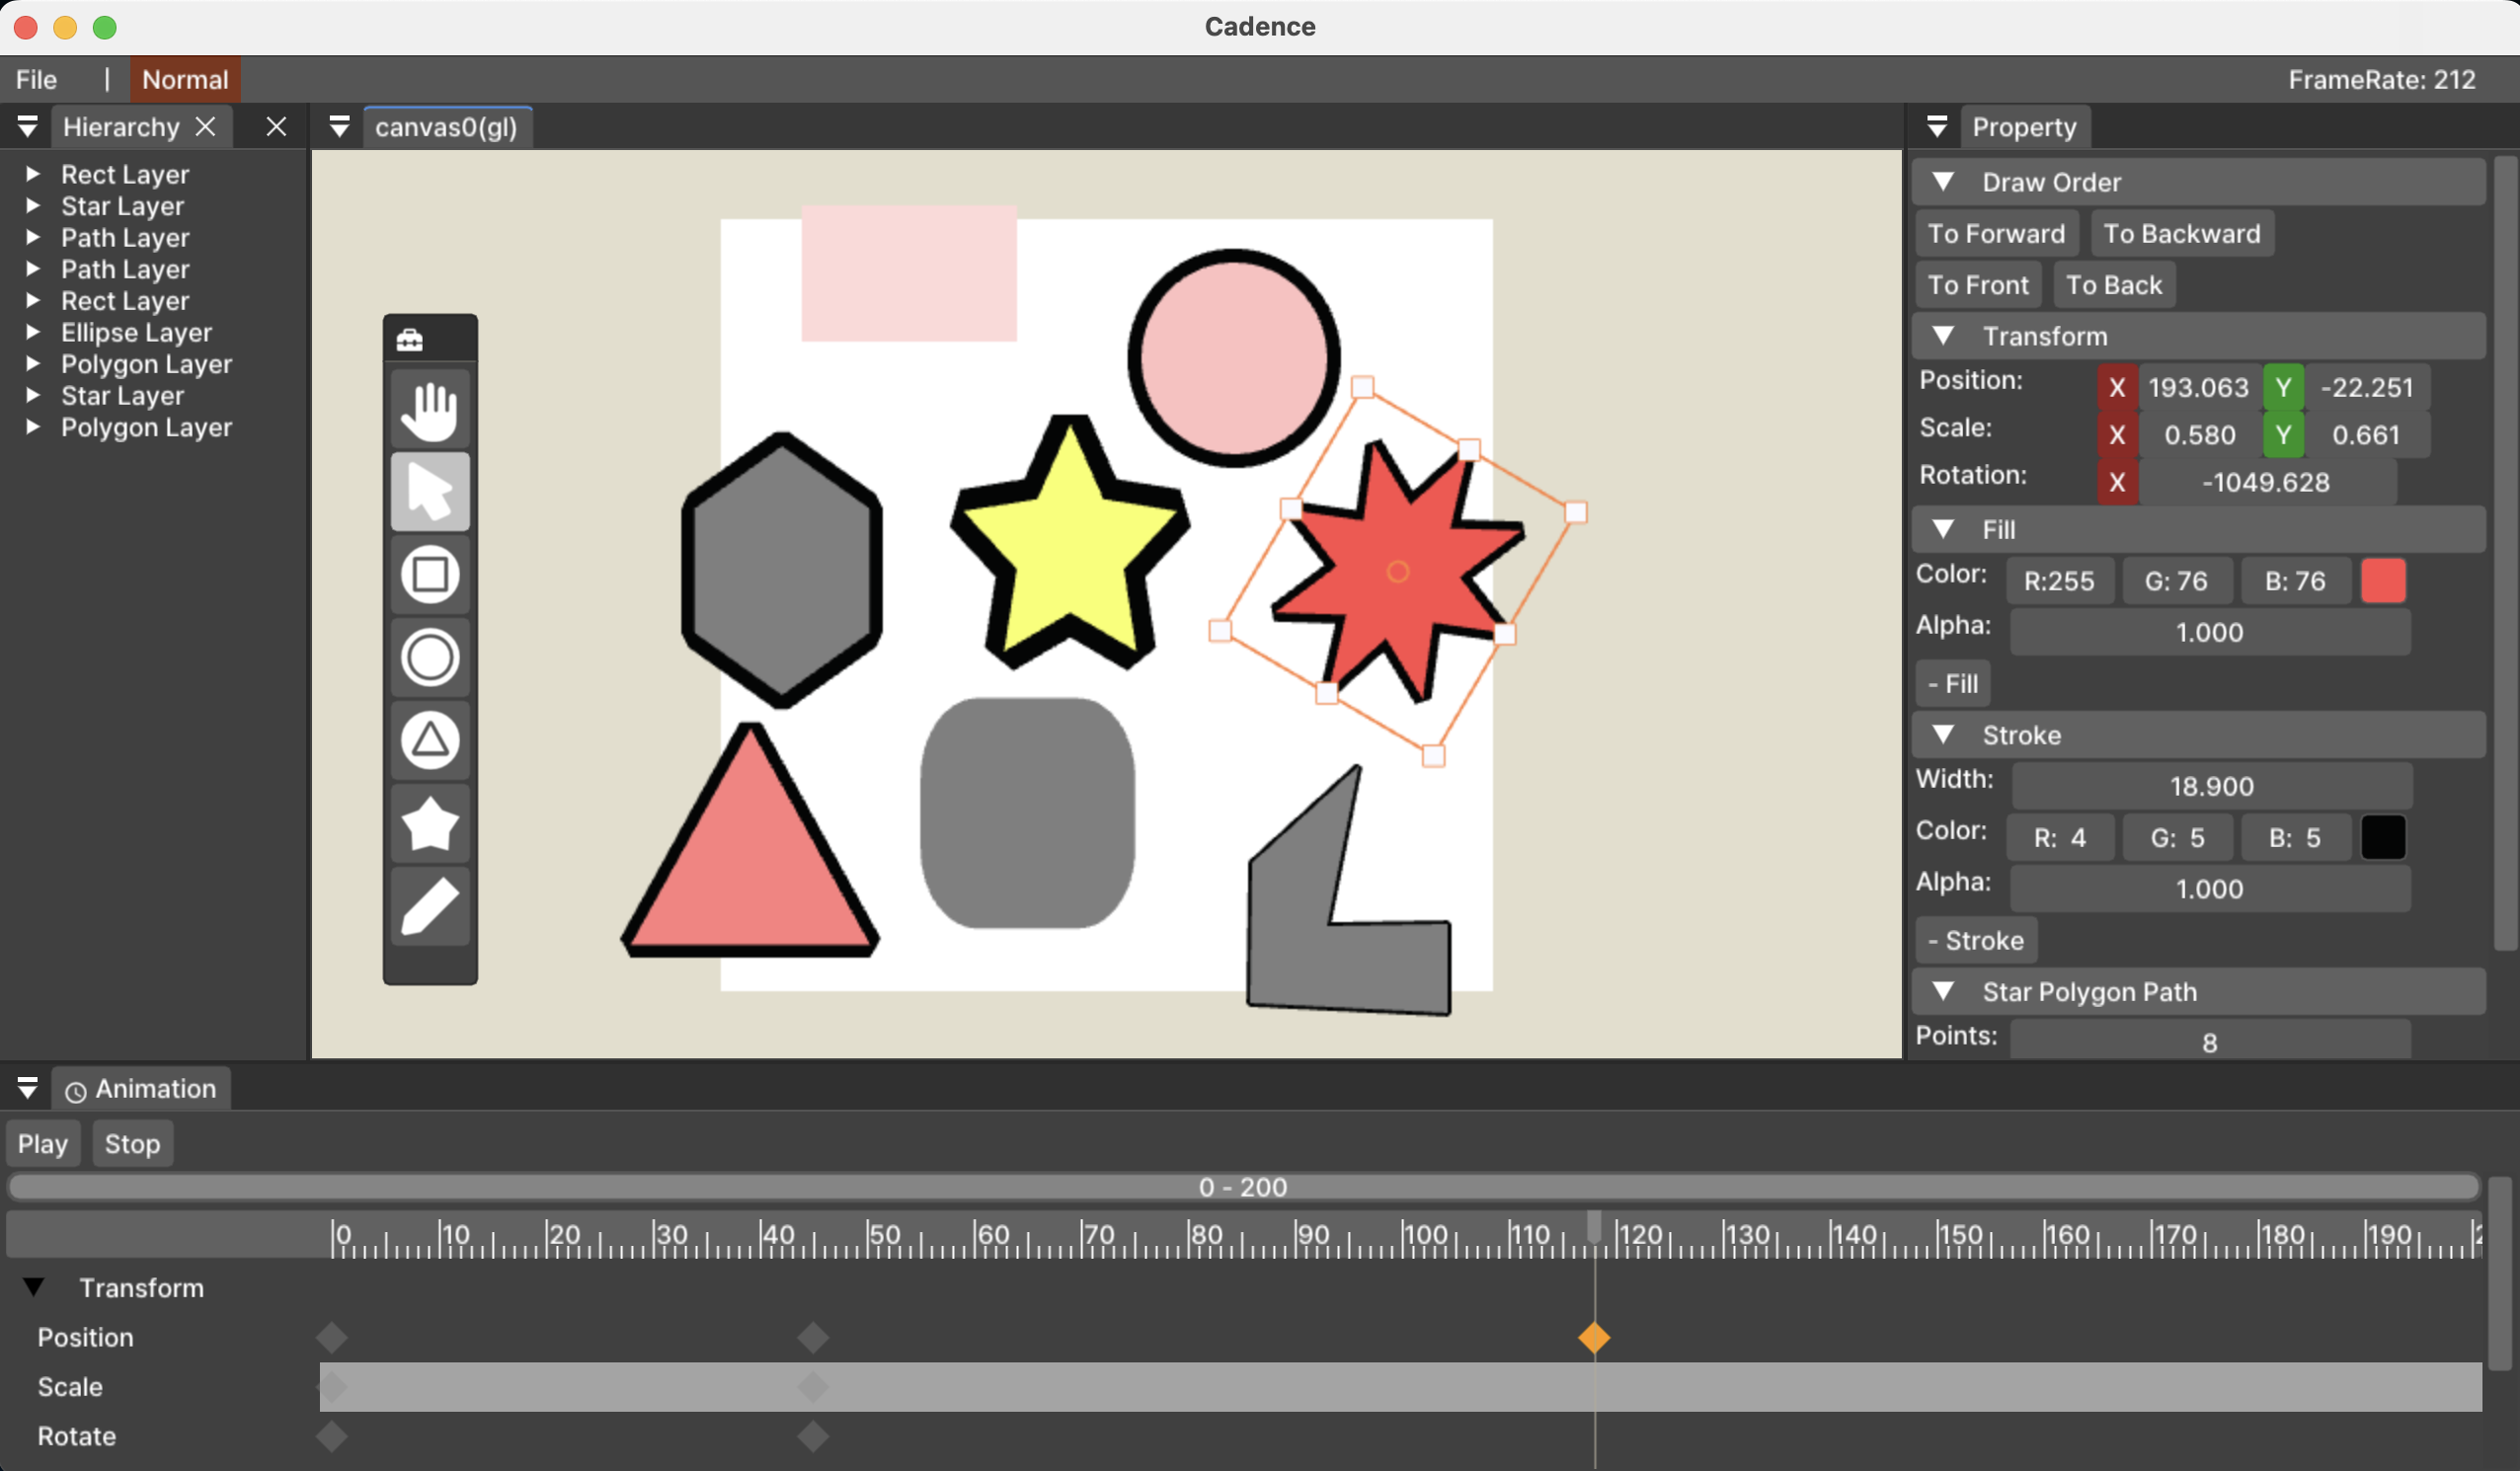 Cadence
File | Normal FrameRate: 212
Hierarchy canvas0(gl) Property
Rect Layer
Star Layer
Path Layer
Path Layer
Rect Layer
Ellipse Layer
Polygon Layer
Star Layer
Polygon Layer
Draw Order
To Forward To Backward
To Front To Back
Transform
Position: X 193.063 Y -22.251
Scale: X 0.580 Y 0.661
Rotation: X -1049.628
Fill
Color: R:255 G: 76 B: 76
Alpha: 1.000
- Fill
Stroke
Width: 18.900
Color: R: 4 G: 5 B: 5
Alpha: 1.000
- Stroke
Star Polygon Path
Points: 8
Animation
Play Stop
0 - 200
0 10 20 30 40 50 60 70 80 90 100 110 120 130 140 150 160 170 180 190
Transform
Position
Scale
Rotate